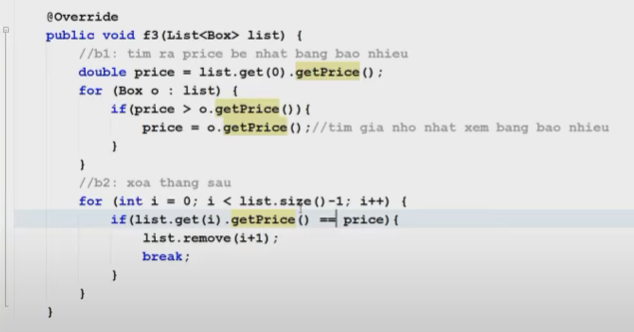 @Override
public void f3(List<Box> list) {
//b1: tim ra price be nhat bang bao nhieu
double price = list.get(0).getPrice();
for (Box o : list) {
if(price > o.getPrice()){
price = o.getPrice();//tim gia nho nhat xem bang bao nhieu
}
}
//b2: xoa thang sau
for (int i = 0; i < list.size()-1; i++) {
if(list.get(i).getPrice() == price){
list.remove(i+1);
break;
}
}
}